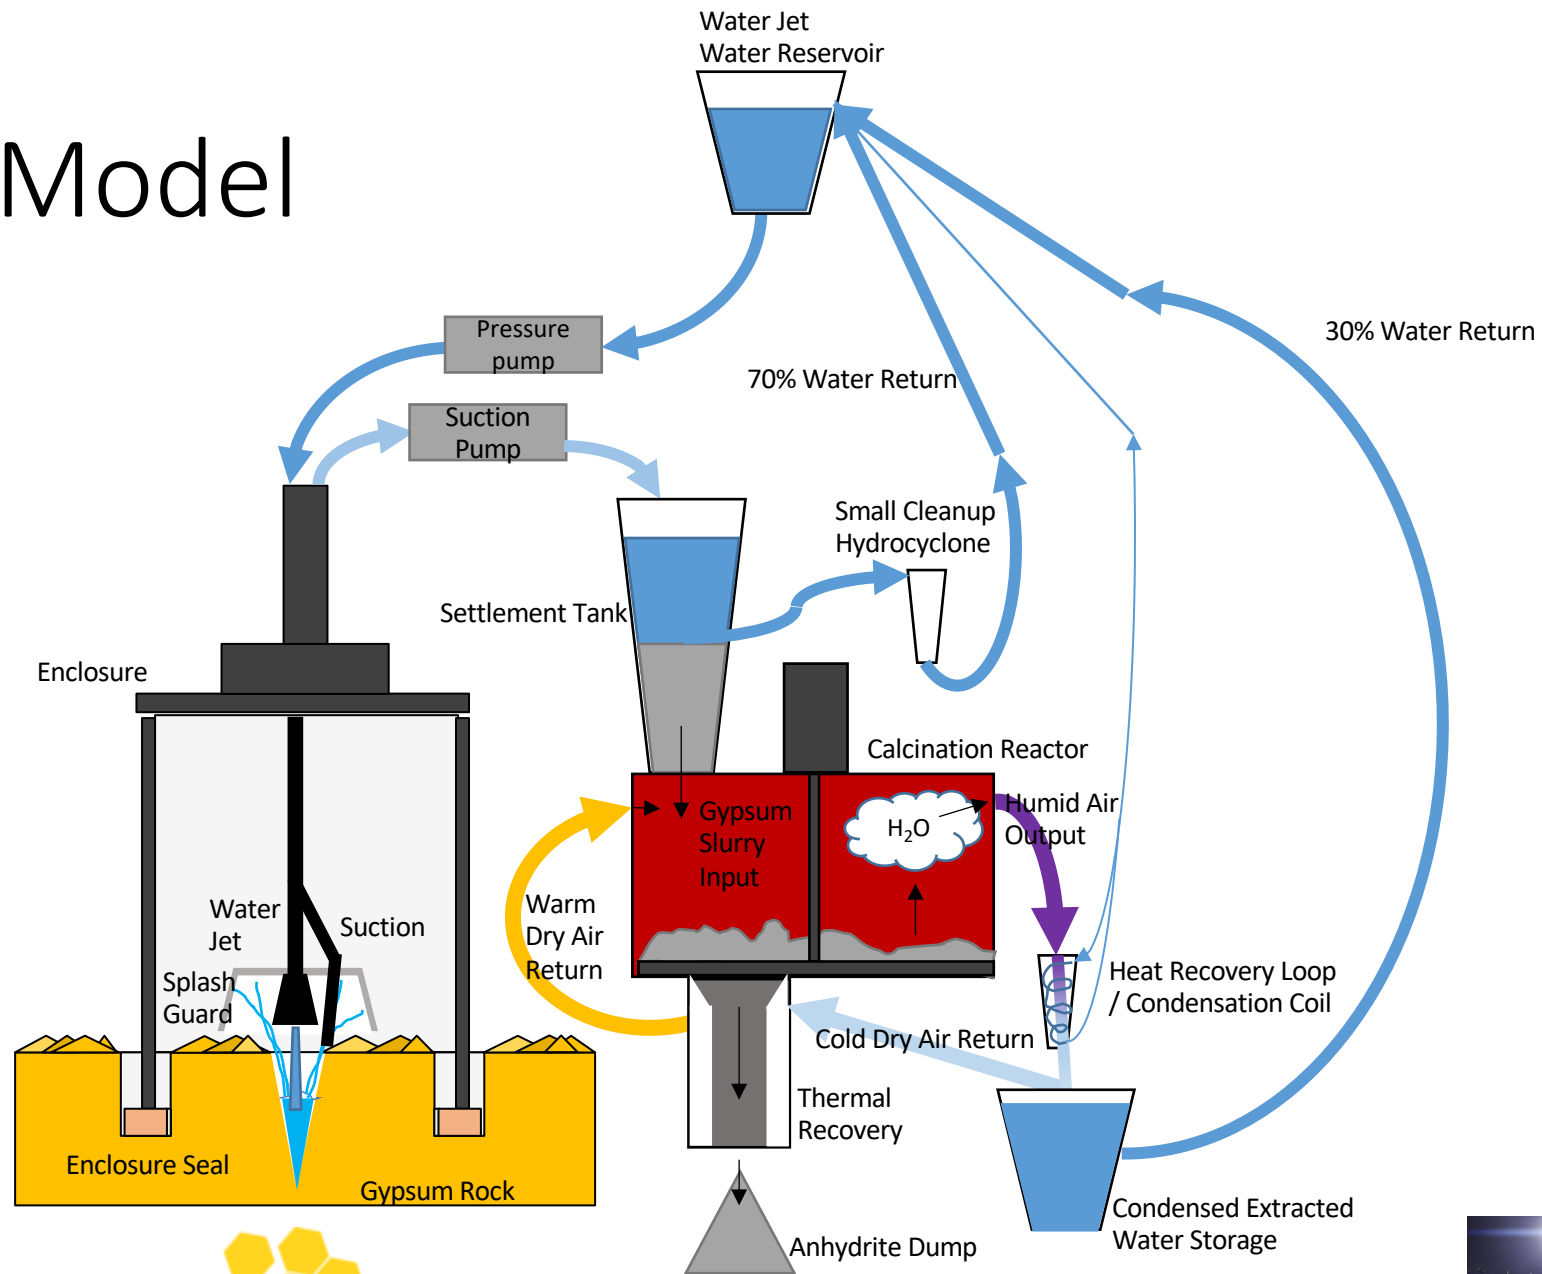 Water Jet
Water Reservoir
Model
Pressure
pump
30% Water Return
70% Water Return
Suction
Pump
Small Cleanup
Hydrocyclone
Settlement Tank
Enclosure
Calcination Reactor
Gypsum
Slurry
Input
H₂O
Humid Air
Output
Water
Jet
Suction
Warm
Dry Air
Return
Splash
Guard
Heat Recovery Loop
/ Condensation Coil
Cold Dry Air Return
Thermal
Recovery
Enclosure Seal
Gypsum Rock
Condensed Extracted
Water Storage
Anhydrite Dump